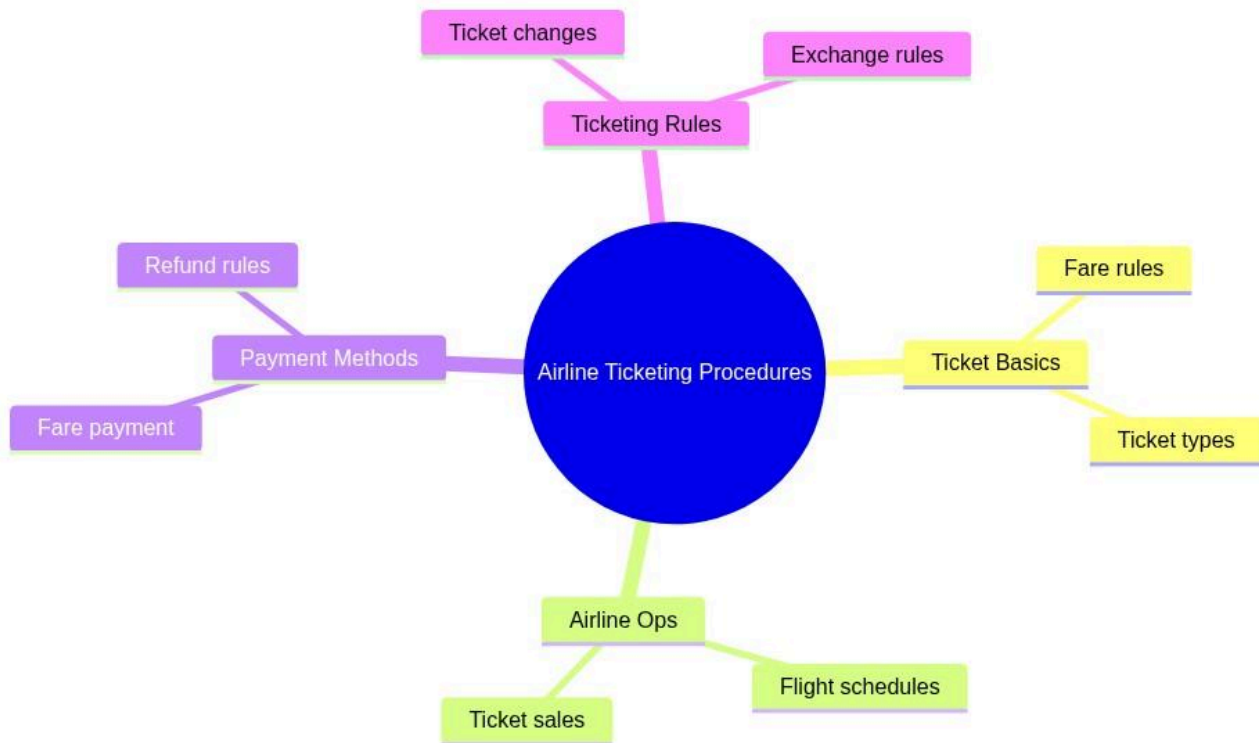 Ticket changes
Exchange rules
Ticketing Rules
Refund rules
Payment Methods
Fare payment
Airline Ticketing Procedures
Fare rules
Ticket Basics
Ticket types
Airline Ops
Flight schedules
Ticket sales